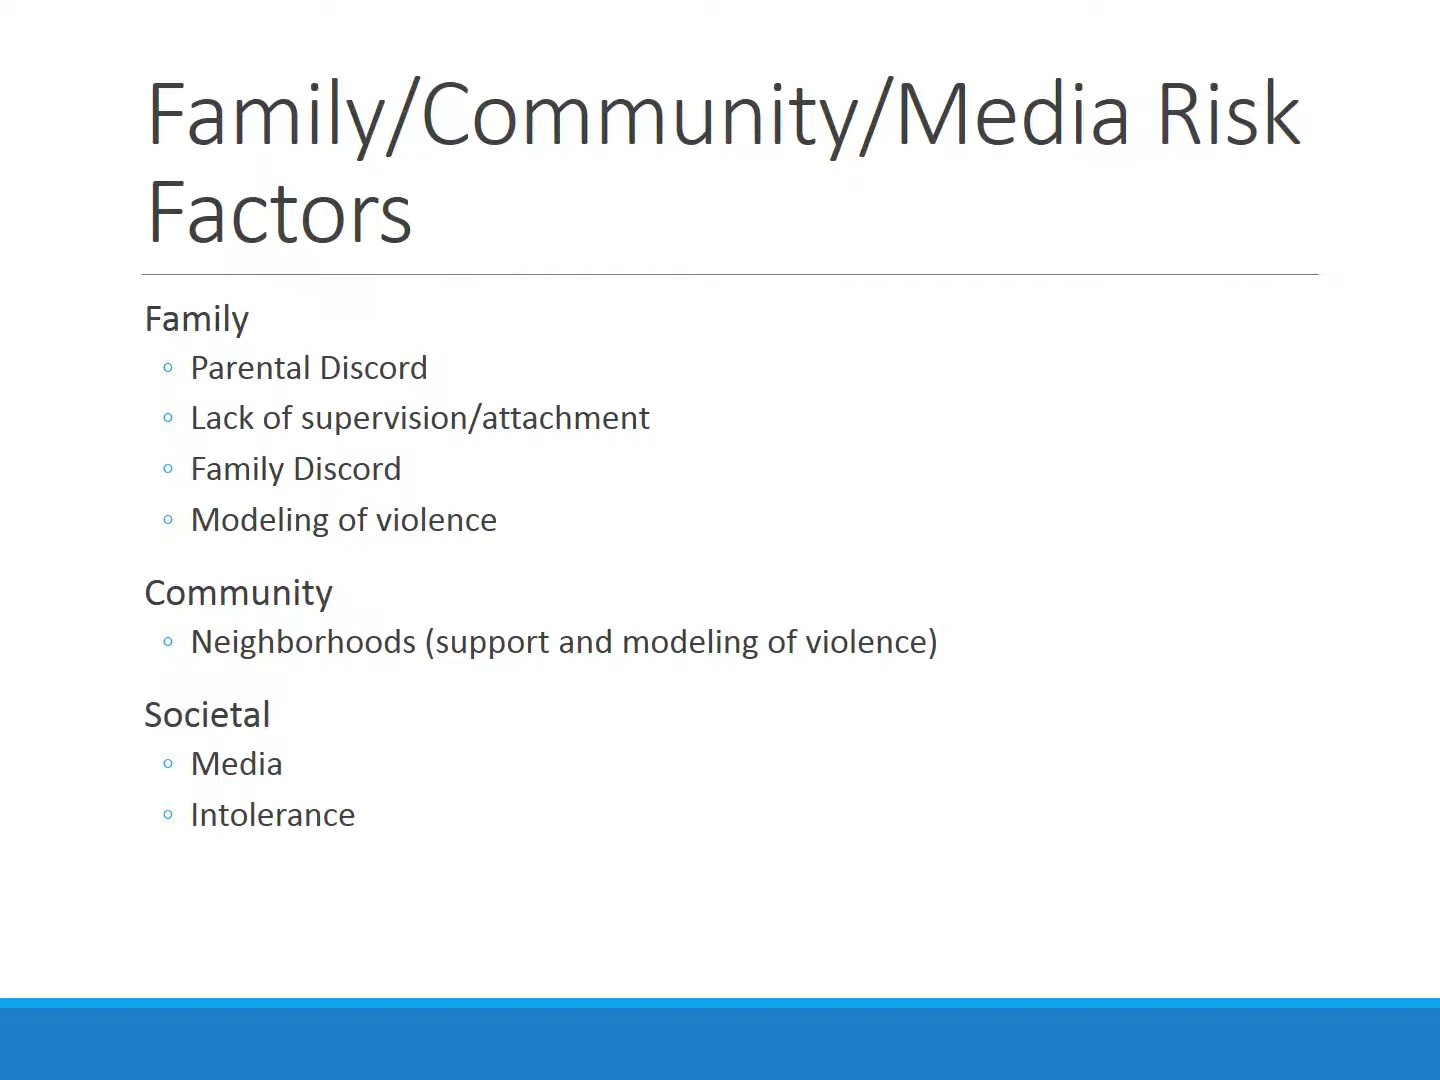 Family/Community/Media Risk
Factors
Family
◦ Parental Discord
◦ Lack of supervision/attachment
◦ Family Discord
◦ Modeling of violence
Community
◦ Neighborhoods (support and modeling of violence)
Societal
◦ Media
◦ Intolerance